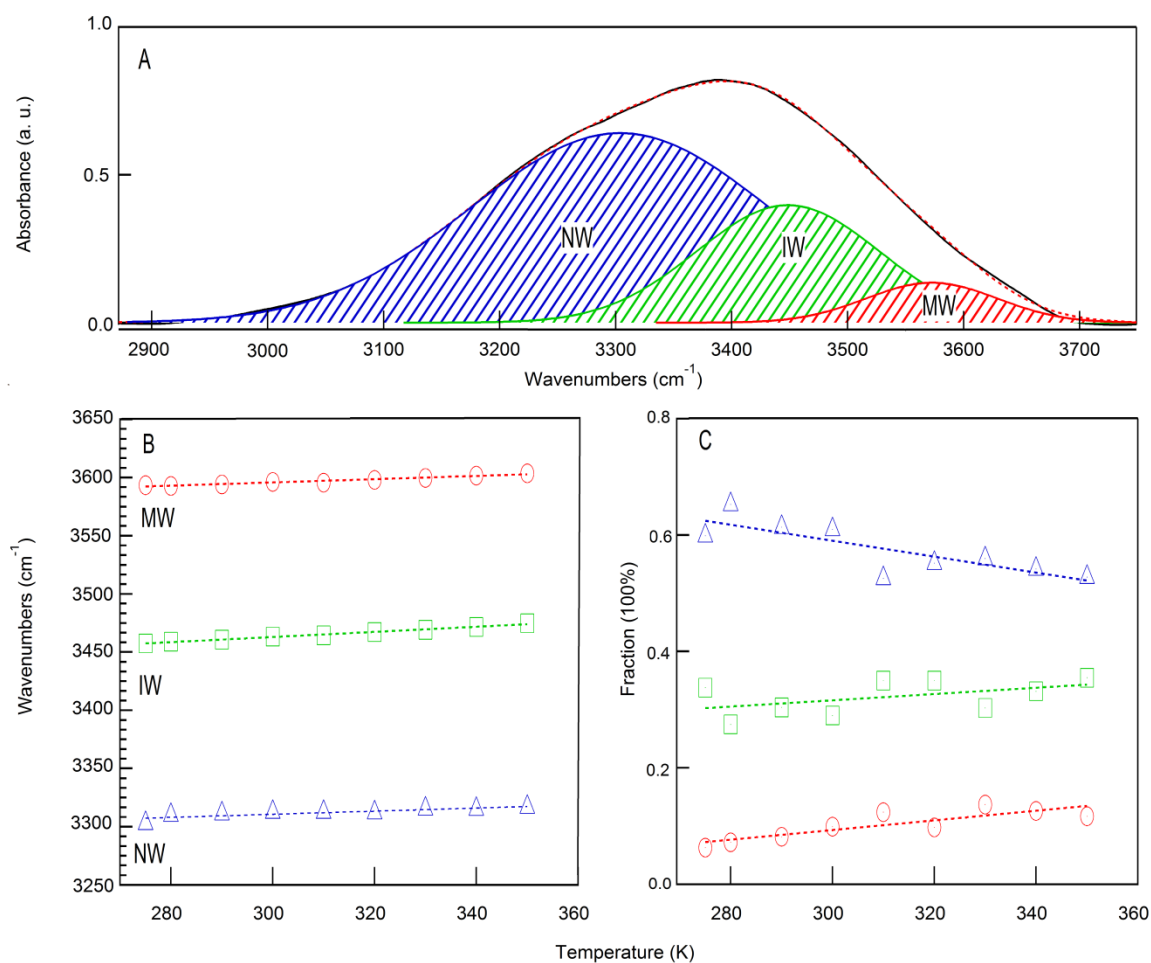 A
1.0
0.5
0.0
Absorbance (a. u.)
NW
IW
MW
2900 3000 3100 3200 3300 3400 3500 3600 3700
Wavenumbers (cm⁻¹)
B
3650
3600
3550
3500
3450
3400
3350
3300
3250
Wavenumbers (cm⁻¹)
MW
IW
NW
280 300 320 340 360
C
0.8
0.6
0.4
0.2
0.0
Fraction (100%)
280 300 320 340 360
Temperature (K)